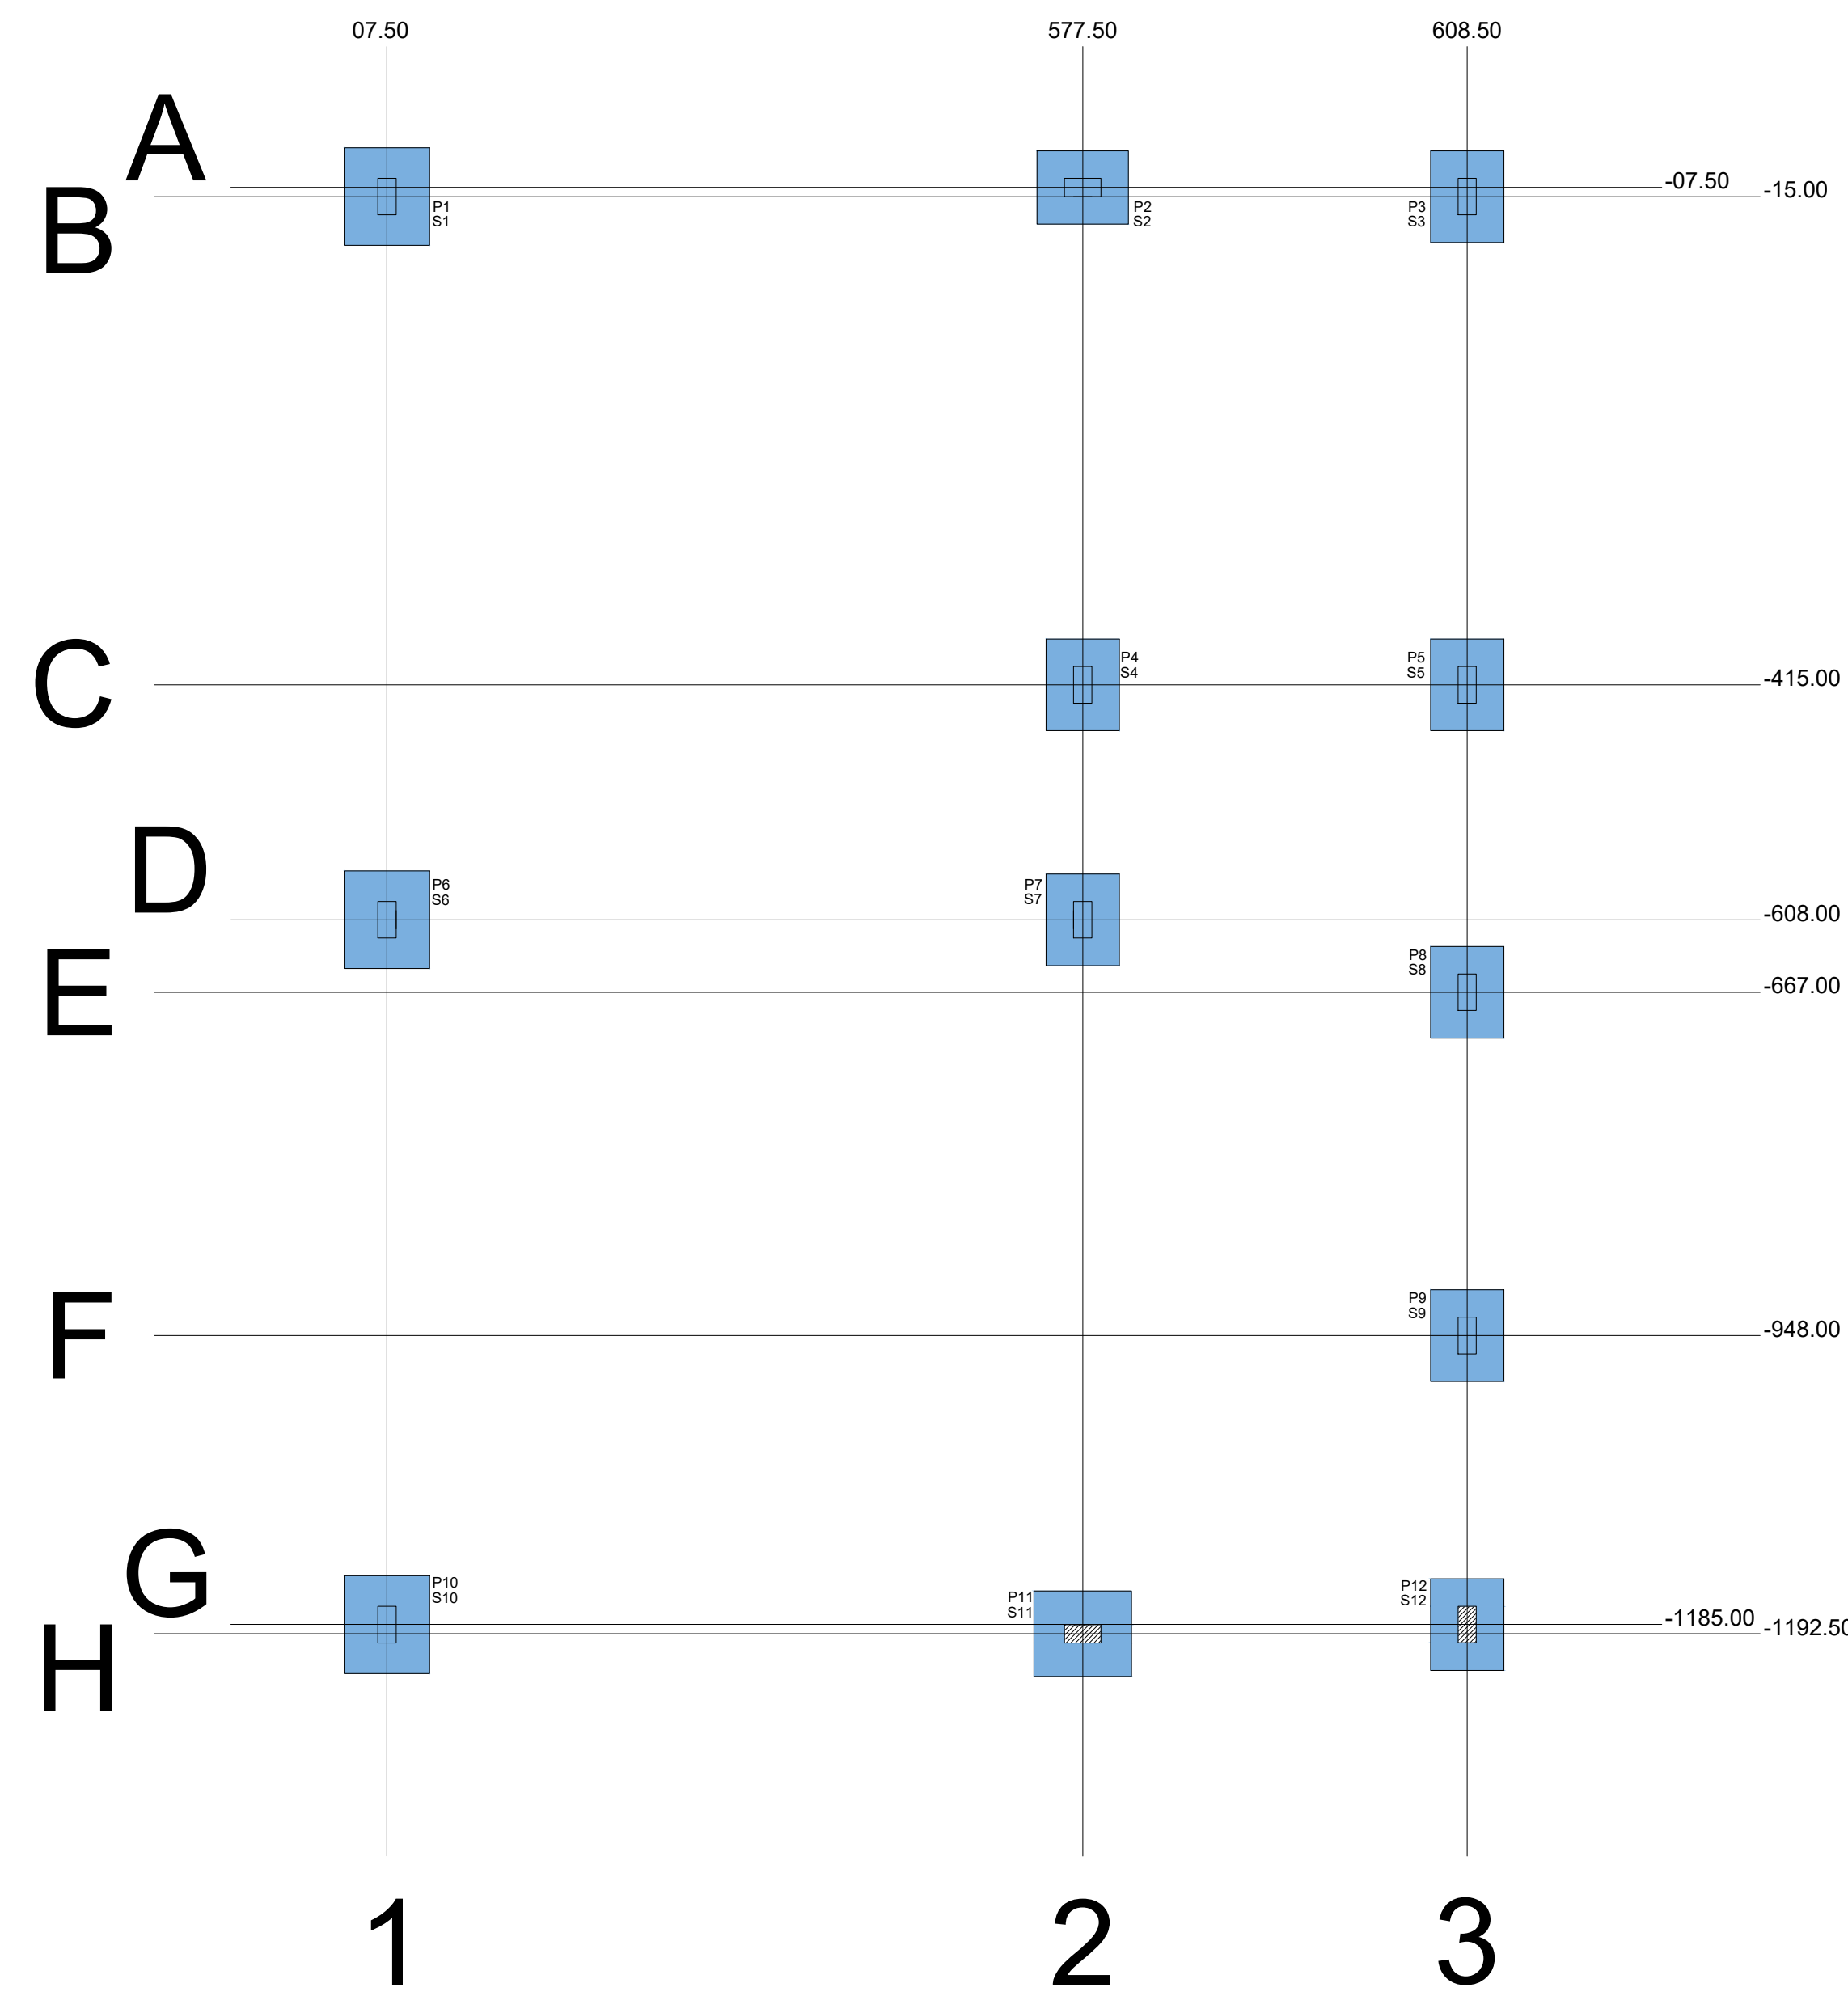 07.50
577.50
608.50
A
-07.50
B
-15.00
P1
S1
P2
S2
P3
S3
C
P4
S4
P5
S5
-415.00
D
P6
S6
P7
S7
-608.00
E
P8
S8
-667.00
F
P9
S9
-948.00
G
P10
S10
P11
S11
P12
S12
-1185.00
H
-1192.50
1
2
3